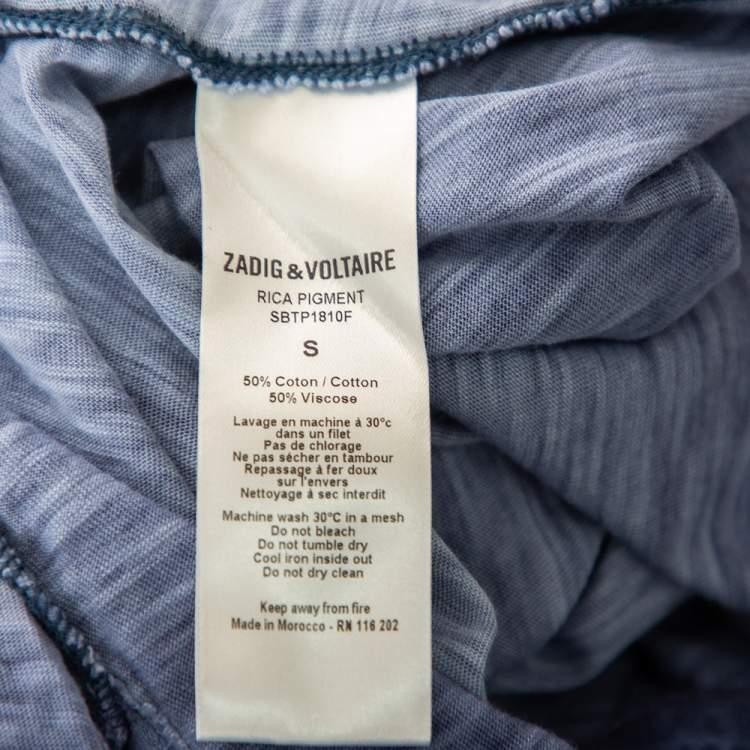 ZADIG & VOLTAIRE
RICA PIGMENT
SBTP1810F
S
50% Coton / Cotton
50% Viscose
Lavage en machine à 30°c
dans un filet
Pas de chlorage
Ne pas sécher en tambour
Repassage à fer doux
sur l'envers
Nettoyage à sec interdit
Machine wash 30°C in a mesh
Do not bleach
Do not tumble dry
Cool iron inside out
Do not dry clean
Keep away from fire
Made in Morocco - RN 116 202